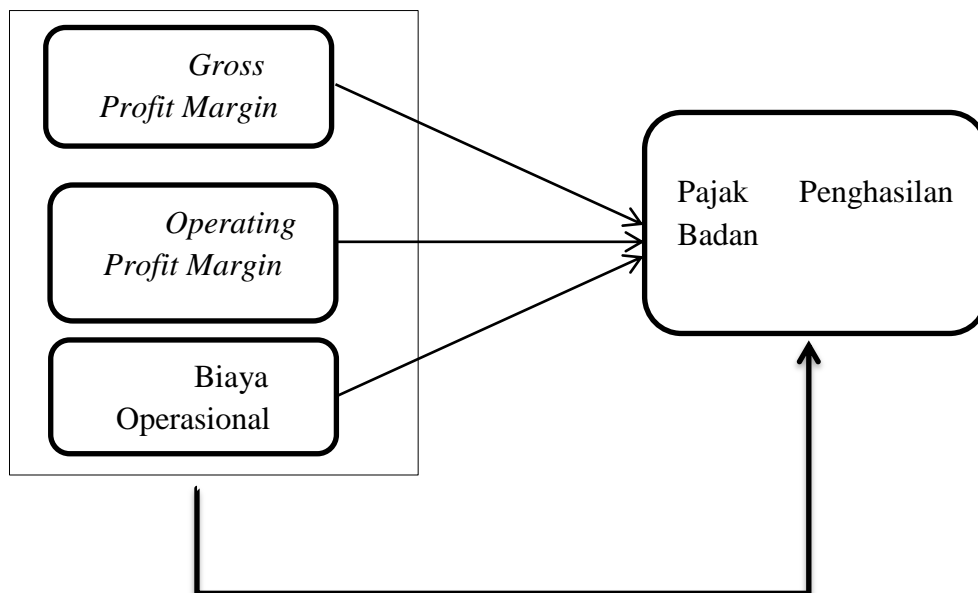 Gross
Profit Margin
Operating
Profit Margin
Biaya
Operasional
Pajak Penghasilan
Badan